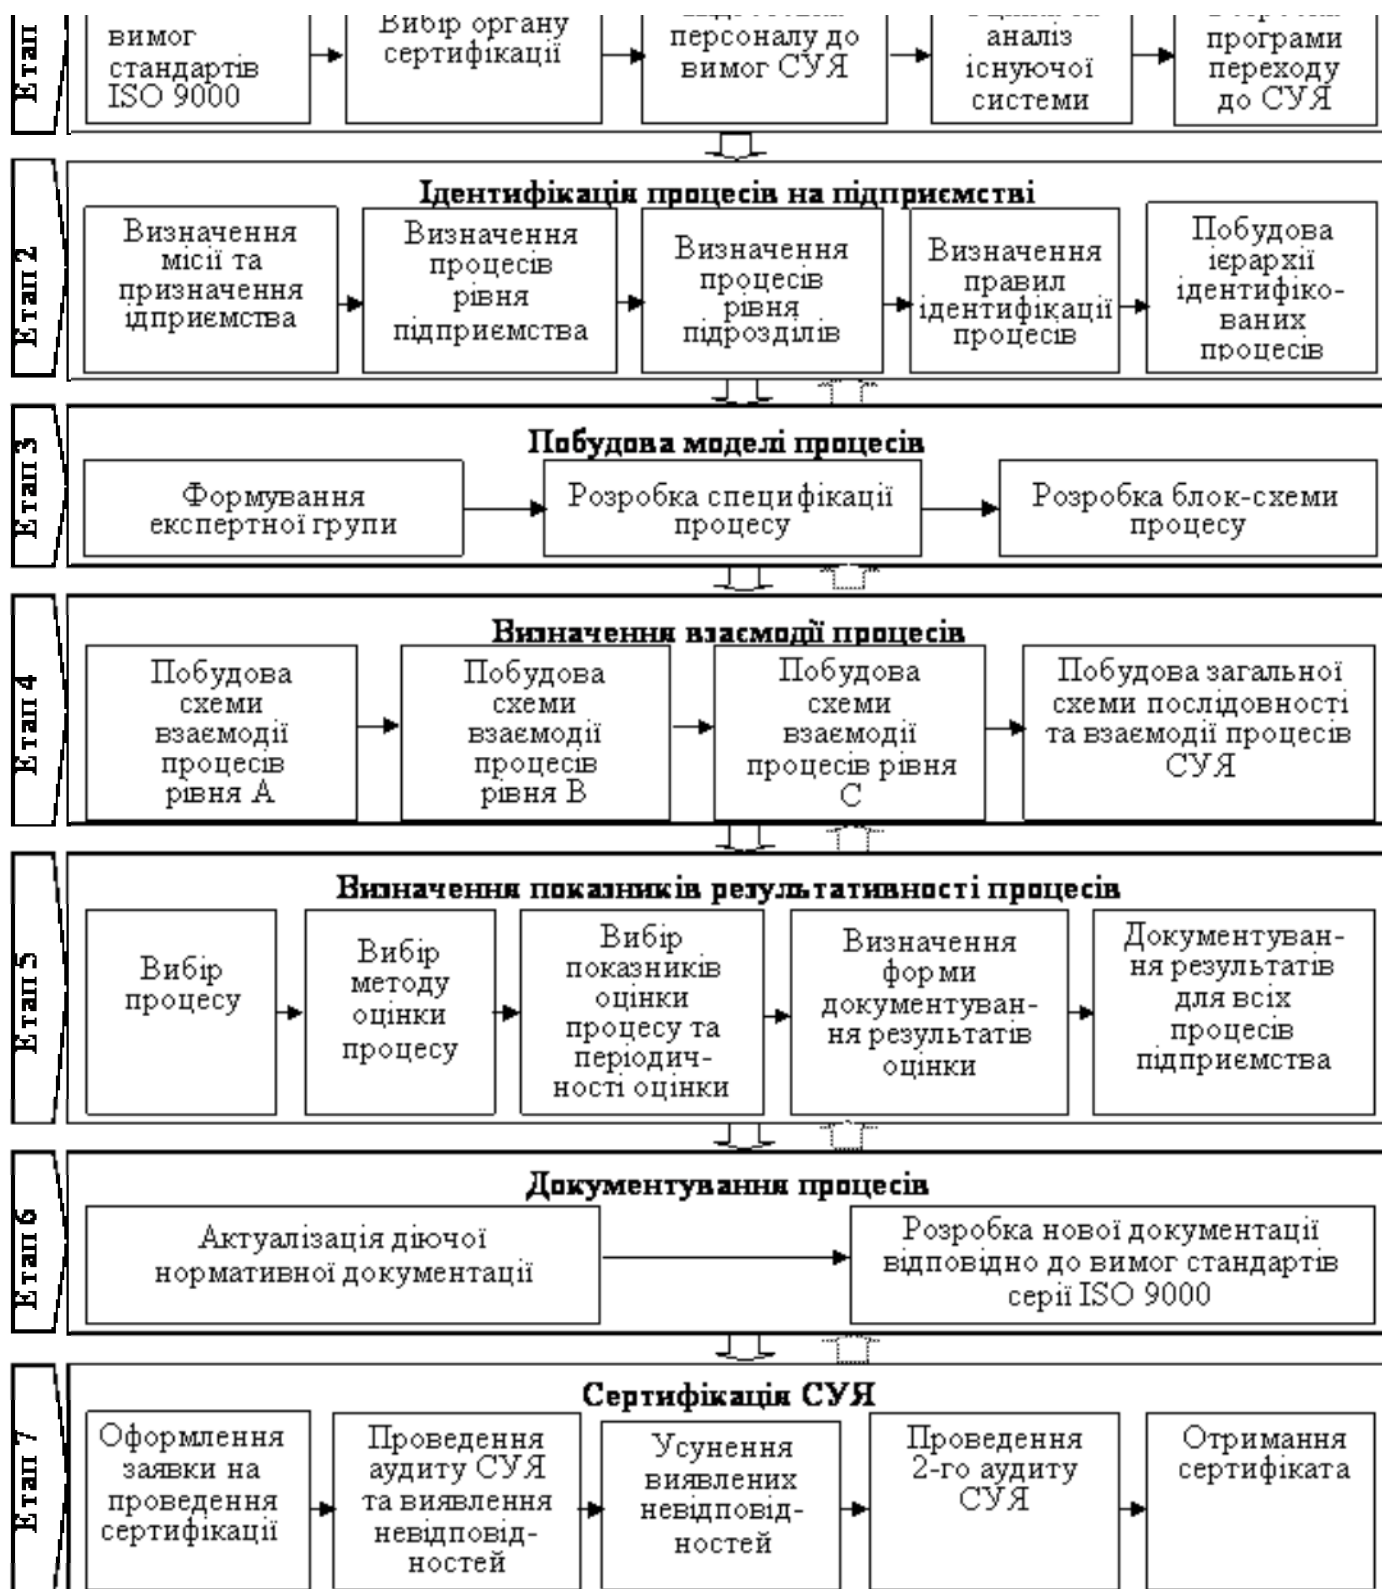 Етап
вимог
стандартів
ISO 9000
Вибір органу
сертифікації
персоналу до
вимог СУЯ
аналіз
існуючої
системи
програми
переходу
до СУЯ
Етап 2
Ідентифікація процесів на підприємстві
Визначення
місії та
призначення
ідприємства
Визначення
процесів
рівня
підприємства
Визначення
процесів
рівня
підрозділів
Визначення
правил
ідентифікації
процесів
Побудова
ієрархії
ідентифіко-
ваних
процесів
Етап 3
Побудова моделі процесів
Формування
експертної групи
Розробка специфікації
процесу
Розробка блок-схеми
процесу
Етап 4
Визначення взаємодії процесів
Побудова
схеми
взаємодії
процесів
рівня А
Побудова
схеми
взаємодії
процесів
рівня В
Побудова
схеми
взаємодії
процесів рівня
С
Побудова загальної
схеми послідовності
та взаємодії процесів
СУЯ
Етап 5
Визначення показників результативності процесів
Вибір
процесу
Вибір
методу
оцінки
процесу
Вибір
показників
оцінки
процесу та
періодич-
ності оцінки
Визначення
форми
документуван-
ня результатів
оцінки
Документуван-
ня результатів
для всіх
процесів
підприємства
Етап 6
Документування процесів
Актуалізація діючої
нормативної документації
Розробка нової документації
відповідно до вимог стандартів
серії ISO 9000
Етап 7
Сертифікація СУЯ
Оформлення
заявки на
проведення
сертифікації
Проведення
аудиту СУЯ
та виявлення
невідповід-
ностей
Усунення
виявлених
невідповід-
ностей
Проведення
2-го аудиту
СУЯ
Отримання
сертифіката